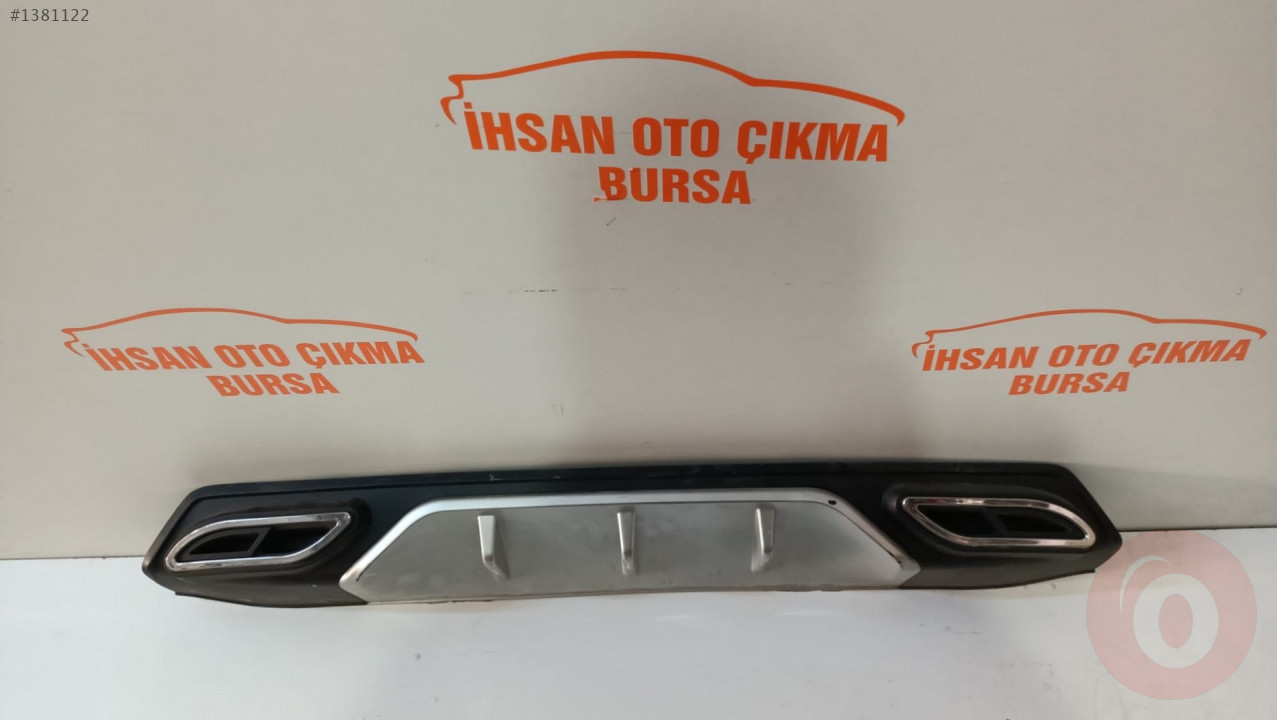 #1381122
İHSAN OTO ÇIKMA
BURSA
İHSAN OTO ÇIKMA
BURSA
İHSAN OTO ÇIKMA
BURSA
O